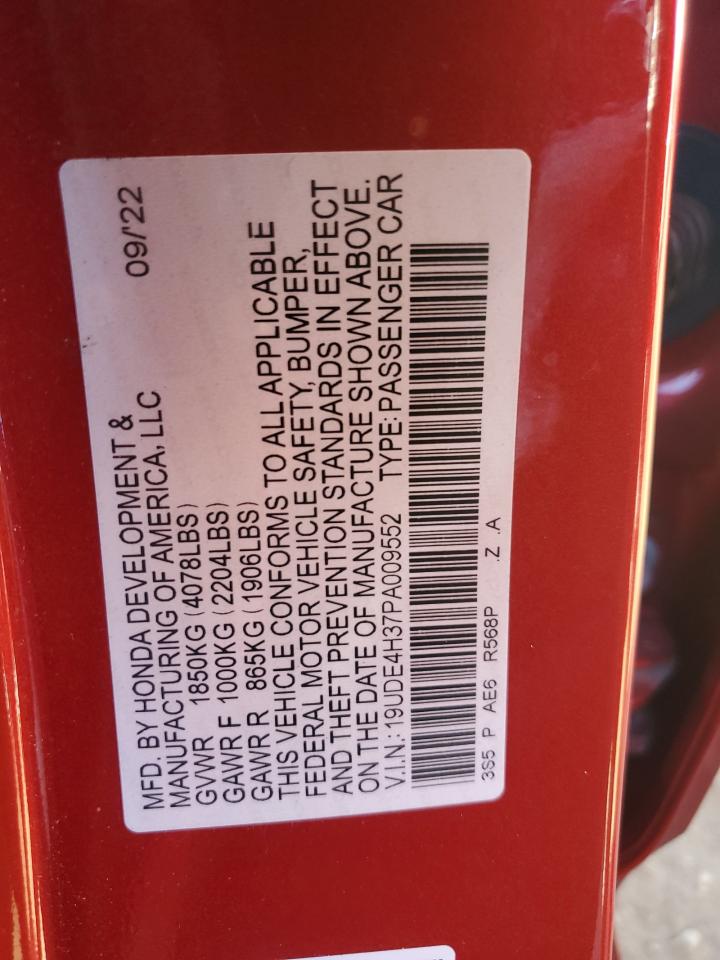 MFD. BY HONDA DEVELOPMENT &
MANUFACTURING OF AMERICA, LLC 09/'22
GVWR 1850KG (4078LBS)
GAWR F 1000KG (2204LBS)
GAWR R 865KG (1906LBS)
THIS VEHICLE CONFORMS TO ALL APPLICABLE
FEDERAL MOTOR VEHICLE SAFETY, BUMPER,
AND THEFT PREVENTION STANDARDS IN EFFECT
ON THE DATE OF MANUFACTURE SHOWN ABOVE.
V.I.N.: 19UDE4H37PA009552 TYPE: PASSENGER CAR
3S5 P AE6 R568P .Z .A